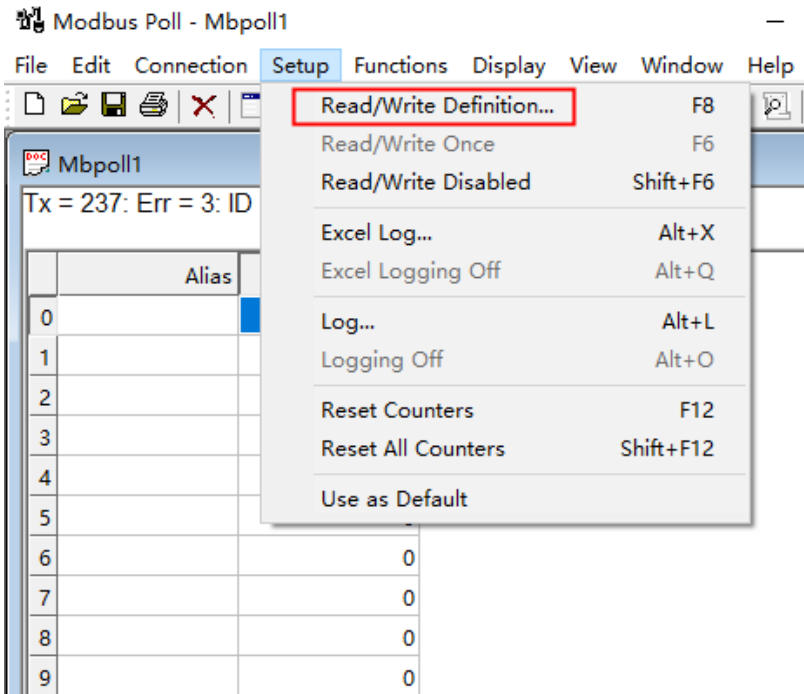 Modbus Poll - Mbpoll1
File Edit Connection Setup Functions Display View Window Help
Read/Write Definition... F8
Read/Write Once F6
Read/Write Disabled Shift+F6
Excel Log... Alt+X
Excel Logging Off Alt+Q
Log... Alt+L
Logging Off Alt+O
Reset Counters F12
Reset All Counters Shift+F12
Use as Default
DOC Mbpoll1
Tx = 237: Err = 3: ID
Alias
0
1
2
3
4
5
6 0
7 0
8 0
9 0